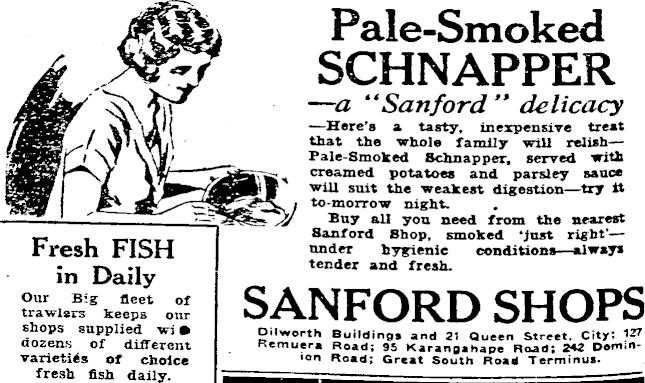 Pale-Smoked
SCHNAPPER
—a "Sanford" delicacy
—Here's a tasty, inexpensive treat
that the whole family will relish—
Pale-Smoked Schnapper, served with
creamed potatoes and parsley sauce
will suit the weakest digestion—try it
to-morrow night.
Buy all you need from the nearest
Sanford Shop, smoked 'just right'—
under hygienic conditions—always
tender and fresh.
Fresh FISH
in Daily
Our Big fleet of
trawlers keeps our
shops supplied
dozens of different
varieties of choice
fresh fish daily.
SANFORD SHOPS
Dilworth Buildings and 21 Queen Street, City; 127
Remuera Road; 95 Karangahape Road; 242 Domin-
ion Road; Great South Road Terminus.